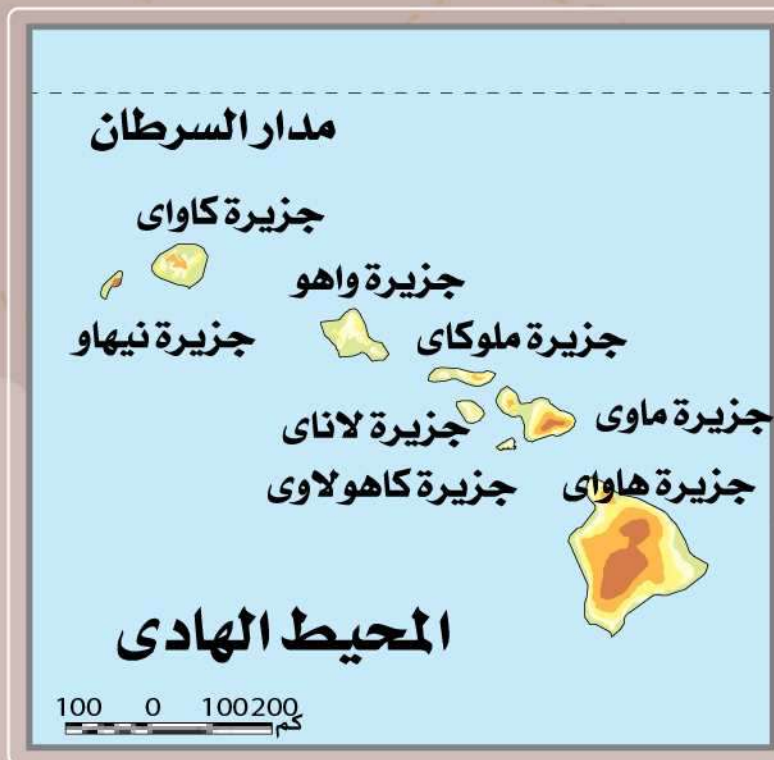 مدار السرطان
جزيرة كاواى
جزيرة واهو
جزيرة نيهاو
جزيرة ملوكاى
جزيرة ماوى
جزيرة لاناى
جزيرة هاواى
جزيرة كاهولاوى
المحيط الهادى
100 0 100 200
كم